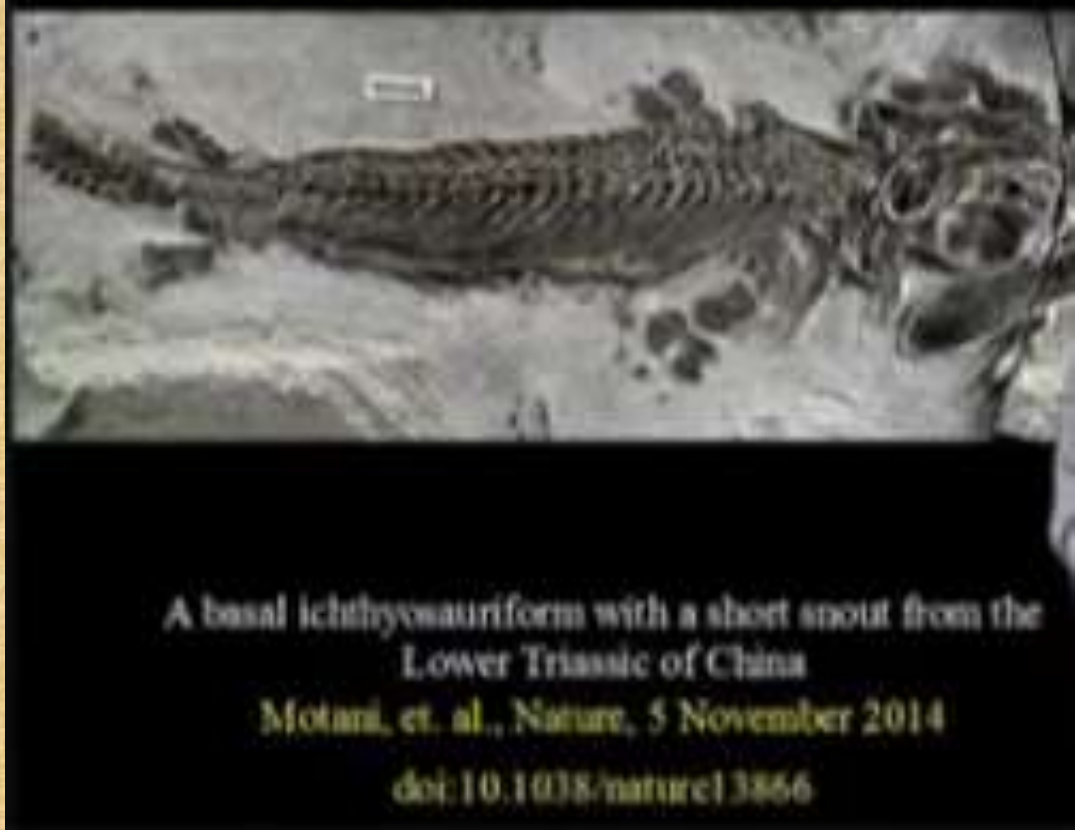 A basal ichthyosauriform with a short snout from the
Lower Triassic of China
Motani, et. al., Nature, 5 November 2014
doi:10.1038/nature13866